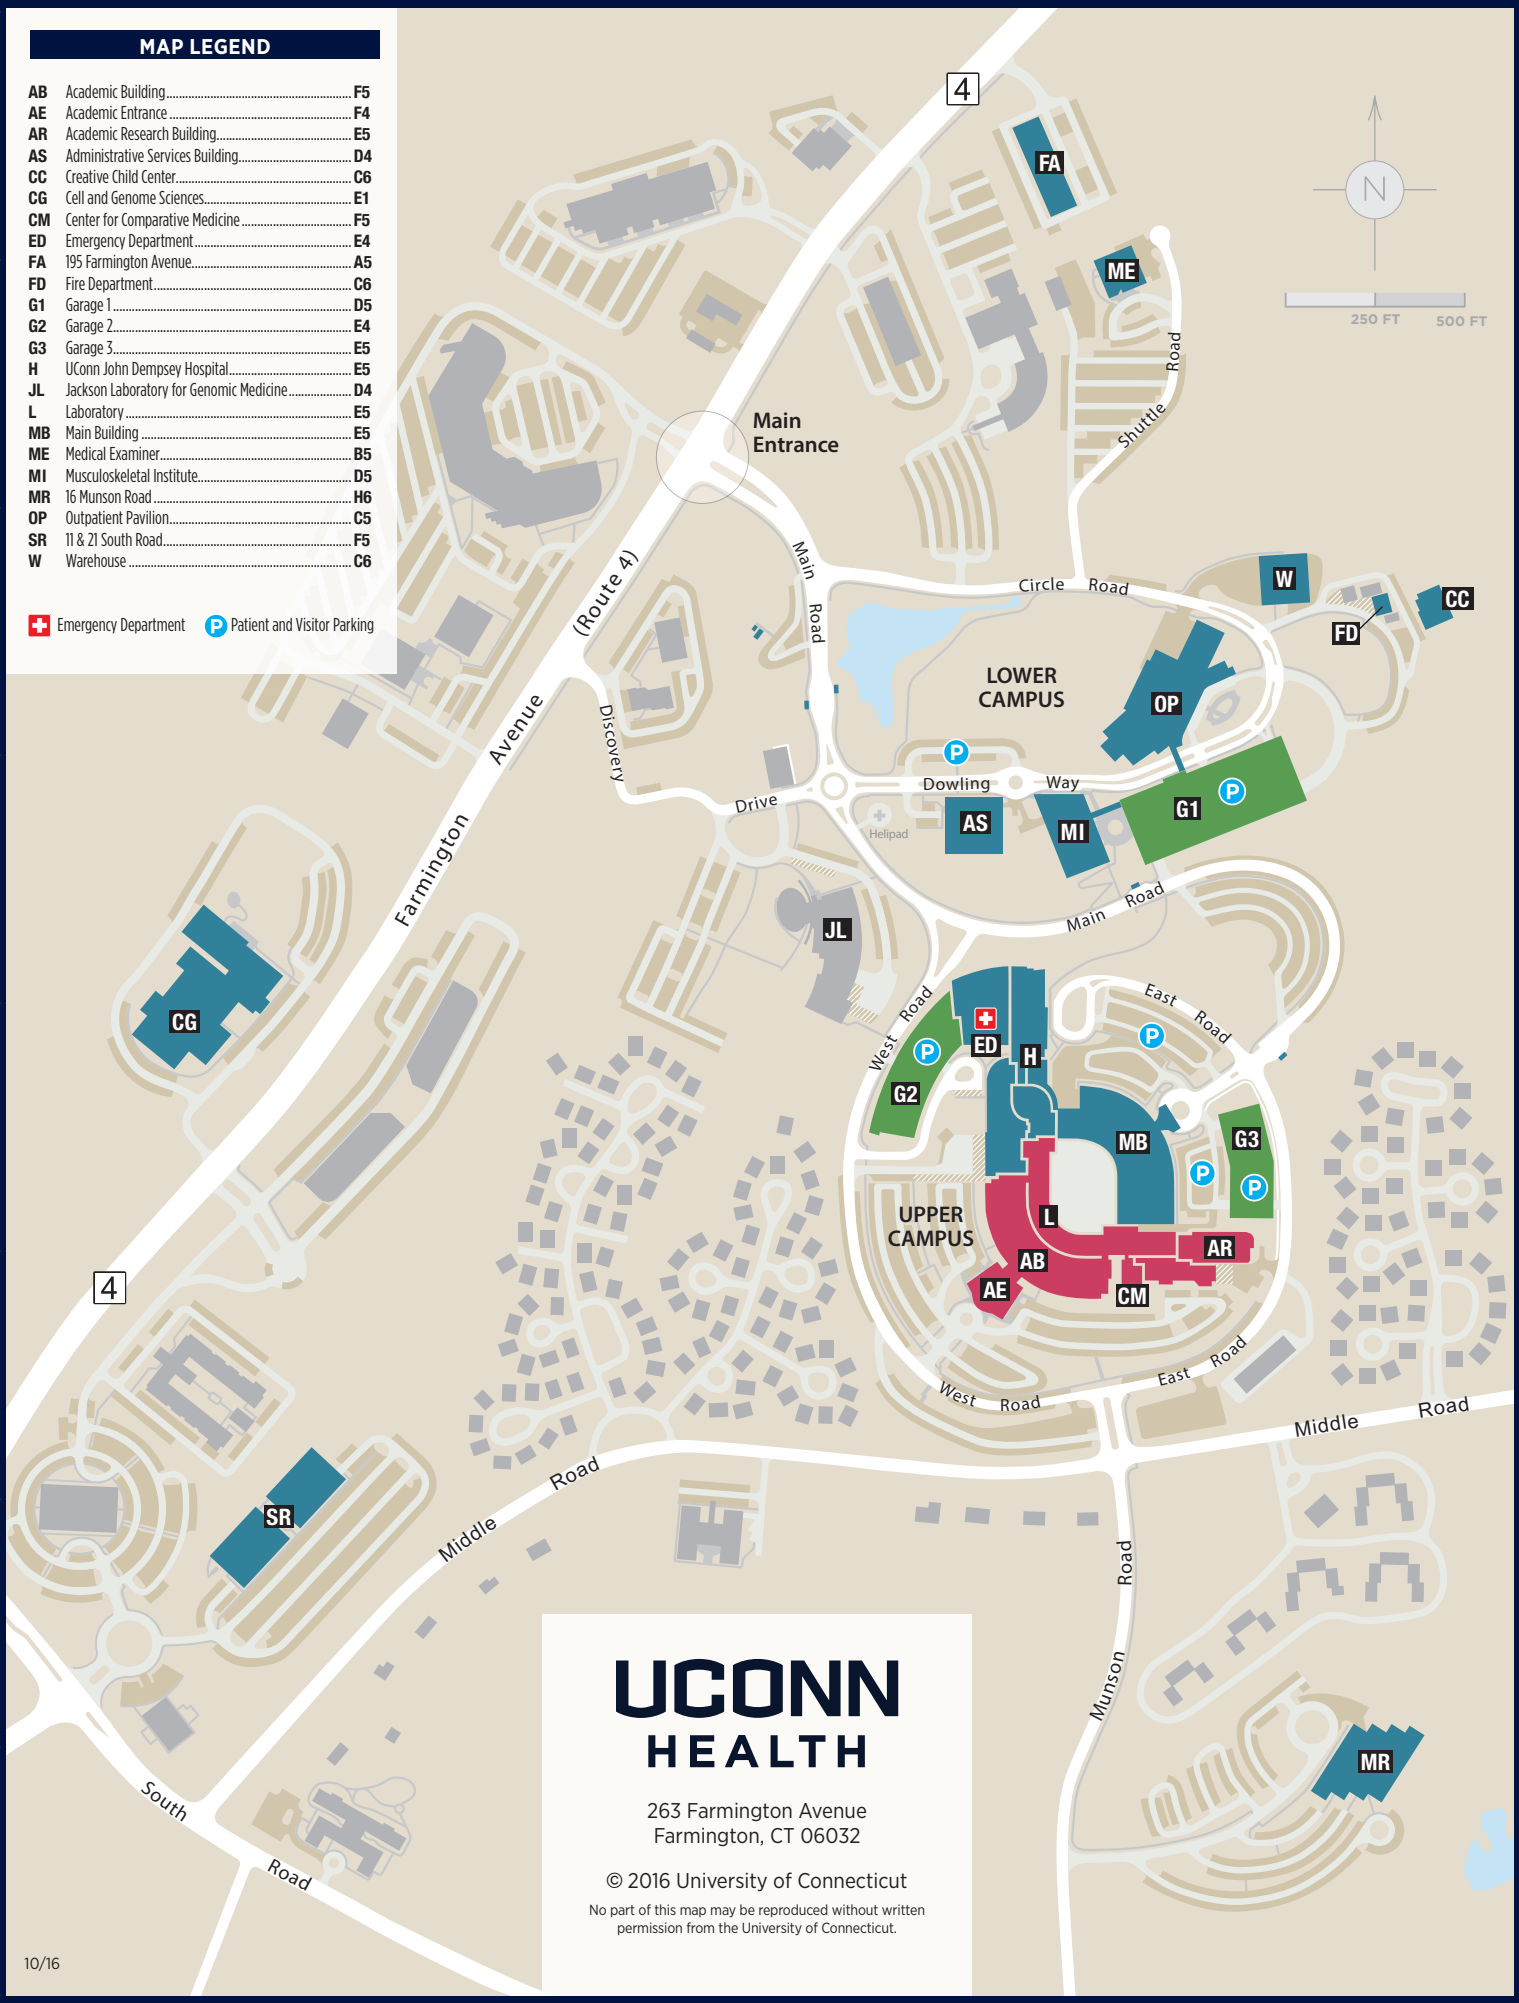 MAP LEGEND
AB Academic Building F5
AE Academic Entrance F4
AR Academic Research Building E5
AS Administrative Services Building D4
CC Creative Child Center C6
CG Cell and Genome Sciences E1
CM Center for Comparative Medicine F5
ED Emergency Department E4
FA 195 Farmington Avenue A5
FD Fire Department C6
G1 Garage 1 D5
G2 Garage 2 E4
G3 Garage 3 E5
H UConn John Dempsey Hospital E5
JL Jackson Laboratory for Genomic Medicine D4
L Laboratory E5
MB Main Building E5
ME Medical Examiner B5
MI Musculoskeletal Institute D5
MR 16 Munson Road H6
OP Outpatient Pavilion C5
SR 11 & 21 South Road F5
W Warehouse C6
Emergency Department
P Patient and Visitor Parking
4
FA
ME
N
250 FT 500 FT
Road
Shuttle
Main
Entrance
Main
Road
Circle Road
W
CC
FD
(Route 4)
Avenue
Farmington
Discovery
Drive
LOWER
CAMPUS
OP
P
Dowling Way
Helipad
AS
MI
G1
P
Main Road
JL
CG
West Road
East Road
P
ED
H
P
G2
MB
G3
P
P
UPPER
CAMPUS
L
AB
AR
AE
CM
4
West Road
East Road
Middle Road
SR
Middle Road
Munson Road
MR
South Road
UCONN
HEALTH
263 Farmington Avenue
Farmington, CT 06032
© 2016 University of Connecticut
No part of this map may be reproduced without written
permission from the University of Connecticut.
10/16